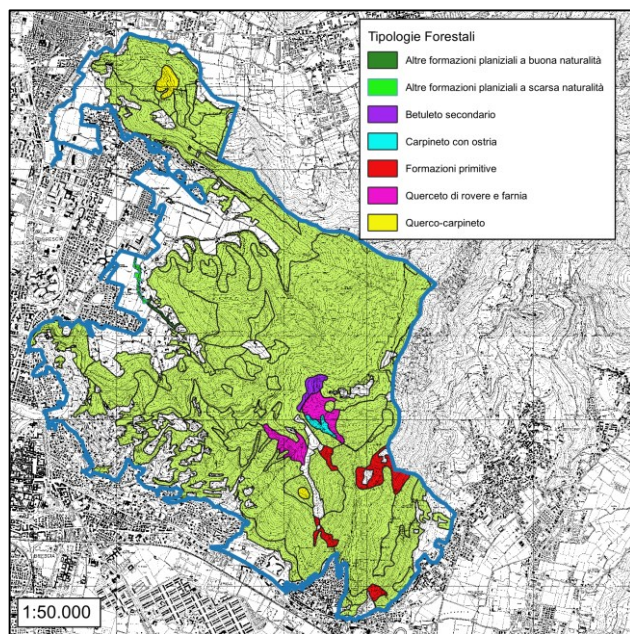 Tipologie Forestali
Altre formazioni planiziali a buona naturalità
Altre formazioni planiziali a scarsa naturalità
Betuleto secondario
Carpineto con ostria
Formazioni primitive
Querceto di rovere e farnia
Querco-carpineto
BRESCIA
1:50.000